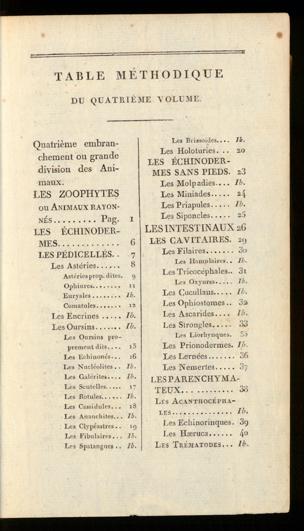 TABLE MÉTHODIQUE
DU QUATRIÈME VOLUME.
Quatrième embran-
chement ou grande
division des Ani-
maux.
LES ZOOPHYTES
OU ANIMAUX RAYON-
NÉS......... Pag. 1
LES ÉCHINODER-
MES............. 6
LES PÉDICELLÉS.. 7
Les Astéries...... 8
Astéries prop. dites. 9
Ophiures....... 11
Euryales ....... Ib.
Comatules ...... 12
Les Encrines ..... Ib.
Les Oursins...... Ib.
Les Oursins pro-
prement dits.... 15
Les Echinonés... 16
Les Nucléolites.. Ib.
Les Galérites.... Ib.
Les Scutelles.... 17
Les Rotules..... Ib.
Les Cassidules... 18
Les Ananchites.. Ib.
Les Clypéastres.. 19
Les Fibulaires... Ib.
Les Spatangues.. Ib.
Les Brissoides.... Ib.
Les Holoturies... 20
LES ÉCHINODER-
MES SANS PIEDS. 23
Les Molpadies.... Ib.
Les Miniades .... 24
Les Priapules.... Ib.
Les Siponcles.... 25
LES INTESTINAUX 26
LES CAVITAIRES. 29
Les Filaires...... 30
Les Hamulaires.. Ib.
Les Tricocéphales.. 31
Les Oxyures..... Ib.
Les Cucullans..... Ib.
Les Ophiostomes.. 32
Les Ascarides.... Ib.
Les Strongles..... 33
Les Liorhynques. 35
Les Prionodermes. Ib.
Les Lernées...... 36
Les Nemertes..... 37
LES PARENCHYMA-
TEUX........... 38
LES ACANTHOCÉPHA-
LES............. Ib.
Les Echinorinques. 39
Les Hæruca...... 40
LES TRÉMATODES... Ib.